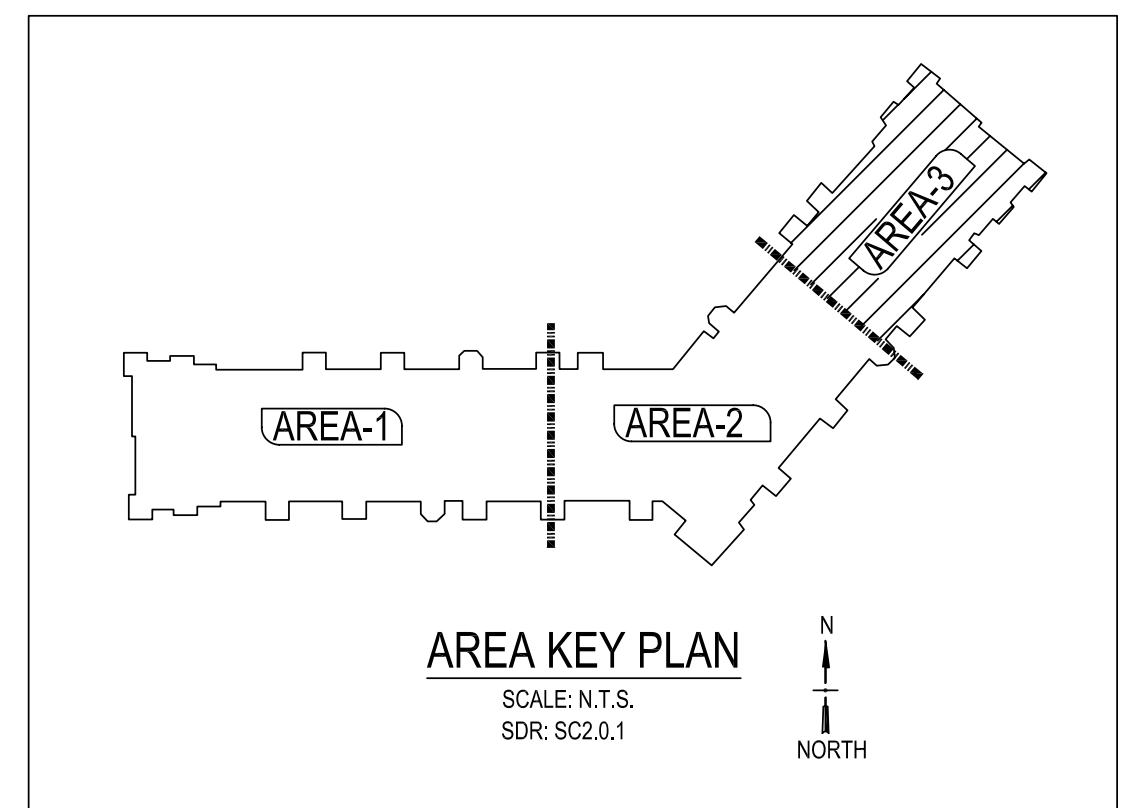 AREA-3
AREA-1
AREA-2
AREA KEY PLAN
SCALE: N.T.S.
SDR: SC2.0.1
N
NORTH